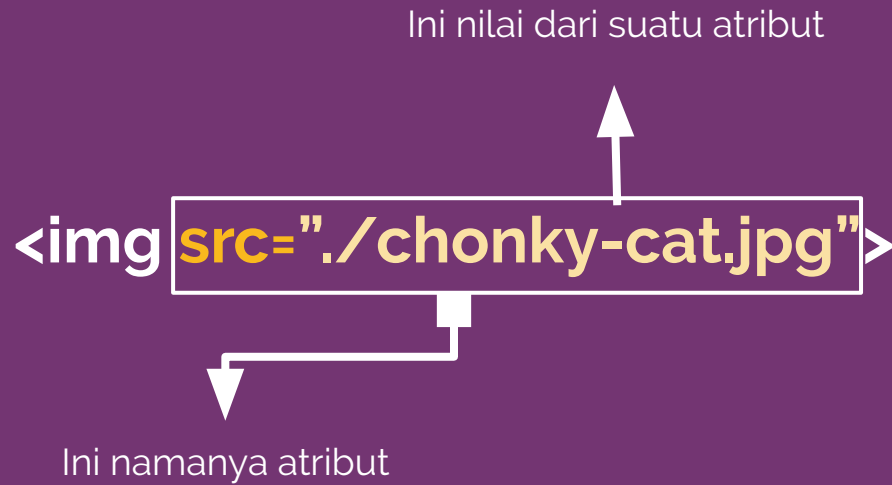 Ini nilai dari suatu atribut
<img src=”./chonky-cat.jpg”>
Ini namanya atribut